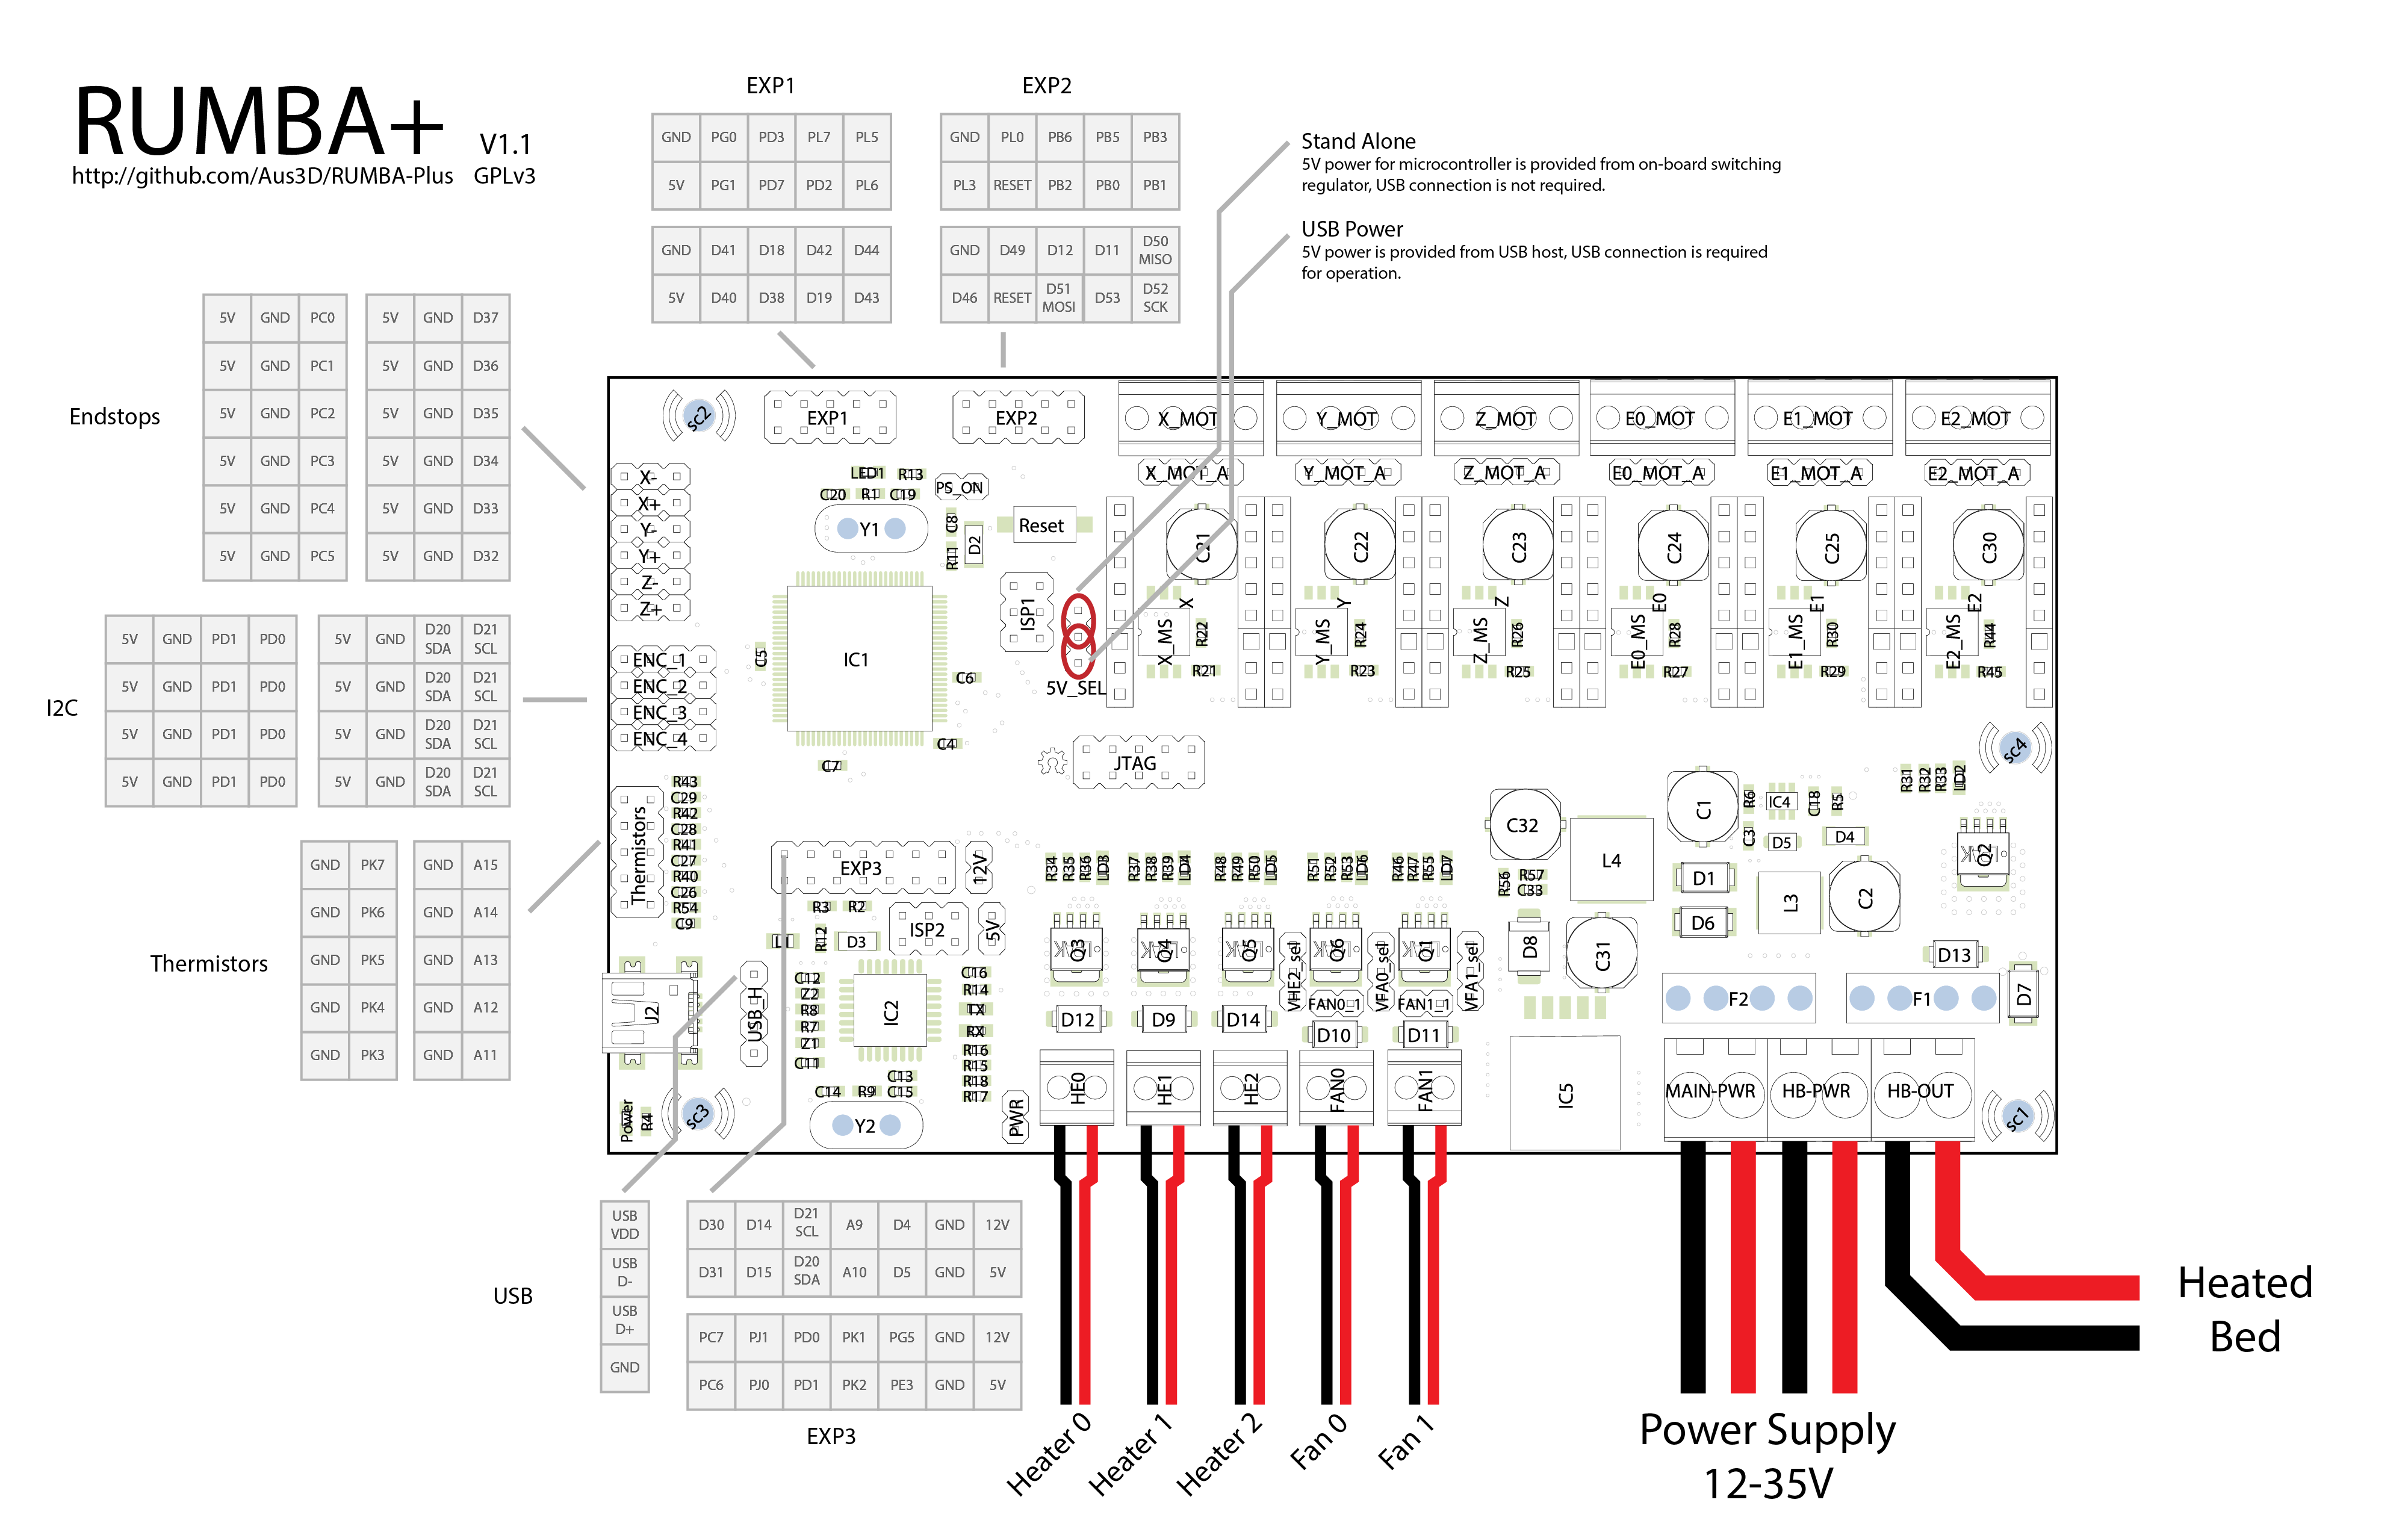 RUMBA+ V1.1
http://github.com/Aus3D/RUMBA-Plus GPLv3
EXP1
GND PG0 PD3 PL7 PL5
5V PG1 PD7 PD2 PL6
GND D41 D18 D42 D44
5V D40 D38 D19 D43
EXP2
GND PL0 PB6 PB5 PB3
PL3 RESET PB2 PB0 PB1
GND D49 D12 D11 D50 MISO
D46 RESET D51 MOSI D53 D52 SCK
Stand Alone
5V power for microcontroller is provided from on-board switching
regulator, USB connection is not required.
USB Power
5V power is provided from USB host, USB connection is required
for operation.
Endstops
5V GND PC0 5V GND D37
5V GND PC1 5V GND D36
5V GND PC2 5V GND D35
5V GND PC3 5V GND D34
5V GND PC4 5V GND D33
5V GND PC5 5V GND D32
I2C
5V GND PD1 PD0 5V GND D20 SDA D21 SCL
5V GND PD1 PD0 5V GND D20 SDA D21 SCL
5V GND PD1 PD0 5V GND D20 SDA D21 SCL
5V GND PD1 PD0 5V GND D20 SDA D21 SCL
Thermistors
GND PK7 GND A15
GND PK6 GND A14
GND PK5 GND A13
GND PK4 GND A12
GND PK3 GND A11
sc2
EXP1
EXP2
X_MOT
Y_MOT
Z_MOT
E0_MOT
E1_MOT
E2_MOT
X_MOT_A
Y_MOT_A
Z_MOT_A
E0_MOT_A
E1_MOT_A
E2_MOT_A
X-
X+
Y-
Y+
Z-
Z+
LED1
R13
C20
R1
C19
PS_ON
Y1
C8
R11
D2
Reset
C21
C22
C23
C24
C25
C30
ISP1
5V_SEL
X
Y
Z
E0
E1
E2
X_MS
R22
Y_MS
R24
Z_MS
R26
E0_MS
R28
E1_MS
R30
E2_MS
R44
R21
R23
R25
R27
R29
R45
IC1
C5
C6
C4
C7
ENC_1
ENC_2
ENC_3
ENC_4
JTAG
sc4
R43
C29
R42
C28
R41
C27
R40
C26
R54
C9
Thermistors
EXP3
12V
R3
R2
R12
L1
D3
ISP2
5V
R34
R35
R36
LD3
R37
R38
R39
LD4
R48
R49
R50
LD5
R51
R52
R53
LD6
R46
R47
R55
LD7
C32
L4
R56
R57
C33
C1
R6
IC4
C18
R5
C3
D5
D4
D1
D6
L3
C2
R31
R32
R33
LD2
Q2
Q3
Q4
Q5
Q6
Q1
VHE2_sel
VFA0_sel
VFA1_sel
FAN0_1
FAN1_1
D8
C31
D13
D7
F2
F1
D12
D9
D14
D10
D11
J2
USB_H
C12
Z2
R8
R7
Z1
C11
IC2
C16
R14
TX
RX
R16
R15
R18
R17
C13
C14
R9
C15
Y2
PWR
Power
R4
sc3
HE0
HE1
HE2
FAN0
FAN1
IC5
MAIN-PWR
HB-PWR
HB-OUT
sc1
USB
USB VDD
USB D-
USB D+
GND
D30 D14 D21 SCL A9 D4 GND 12V
D31 D15 D20 SDA A10 D5 GND 5V
PC7 PJ1 PD0 PK1 PG5 GND 12V
PC6 PJ0 PD1 PK2 PE3 GND 5V
EXP3
Heater 0
Heater 1
Heater 2
Fan 0
Fan 1
Power Supply
12-35V
Heated
Bed